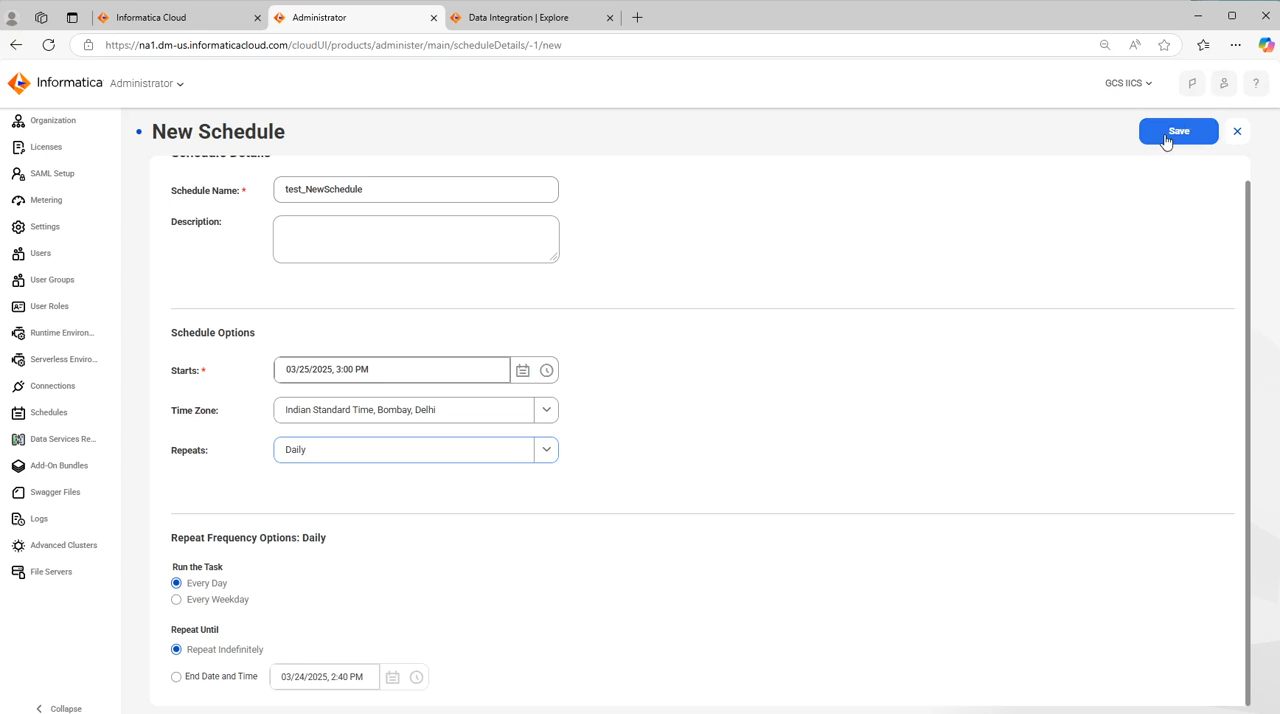 Informatica Cloud
Administrator
Data Integration | Explore
https://na1.dm-us.informaticacloud.com/cloudUI/products/administer/main/scheduleDetails/-1/new
Informatica Administrator
GCS IICS
?
Organization
Licenses
SAML Setup
Metering
Settings
Users
User Groups
User Roles
Runtime Environ...
Serverless Enviro...
Connections
Schedules
Data Services Re...
Add-On Bundles
Swagger Files
Logs
Advanced Clusters
File Servers
Collapse
New Schedule
Save
Schedule Details
Schedule Name: *
test_NewSchedule
Description:
Schedule Options
Starts: *
03/25/2025, 3:00 PM
Time Zone:
Indian Standard Time, Bombay, Delhi
Repeats:
Daily
Repeat Frequency Options: Daily
Run the Task
Every Day
Every Weekday
Repeat Until
Repeat Indefinitely
End Date and Time
03/24/2025, 2:40 PM